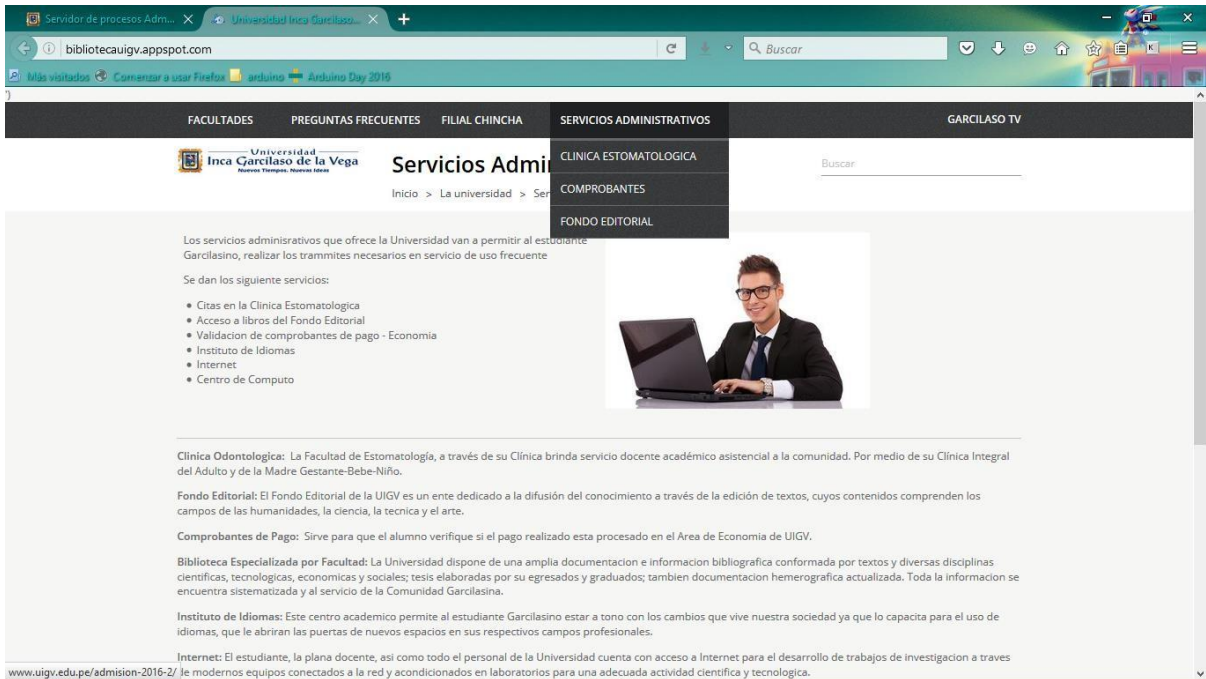 Servidor de procesos Adm...
Universidad Inca Garcilaso...
bibliotecauigv.appspot.com
Buscar
Más visitados Comenzar a usar Firefox arduino Arduino Day 2016
')
FACULTADES PREGUNTAS FRECUENTES FILIAL CHINCHA SERVICIOS ADMINISTRATIVOS GARCILASO TV
Universidad
Inca Garcilaso de la Vega
Nuevos Tiempos. Nuevas Ideas
Servicios Admi
CLINICA ESTOMATOLOGICA
Buscar
Inicio > La universidad > Ser
COMPROBANTES
FONDO EDITORIAL
Los servicios adminisrativos que ofrece la Universidad van a permitir al estudiante
Garcilasino, realizar los trammites necesarios en servicio de uso frecuente
Se dan los siguiente servicios:
Citas en la Clinica Estomatologica
Acceso a libros del Fondo Editorial
Validacion de comprobantes de pago - Economia
Instituto de Idiomas
Internet
Centro de Computo
Clinica Odontologica: La Facultad de Estomatología, a través de su Clínica brinda servicio docente académico asistencial a la comunidad. Por medio de su Clínica Integral
del Adulto y de la Madre Gestante-Bebe-Niño.
Fondo Editorial: El Fondo Editorial de la UIGV es un ente dedicado a la difusión del conocimiento a través de la edición de textos, cuyos contenidos comprenden los
campos de las humanidades, la ciencia, la tecnica y el arte.
Comprobantes de Pago: Sirve para que el alumno verifique si el pago realizado esta procesado en el Area de Economia de UIGV.
Biblioteca Especializada por Facultad: La Universidad dispone de una amplia documentacion e informacion bibliografica conformada por textos y diversas disciplinas
cientificas, tecnologicas, economicas y sociales; tesis elaboradas por su egresados y graduados; tambien documentacion hemerografica actualizada. Toda la informacion se
encuentra sistematizada y al servicio de la Comunidad Garcilasina.
Instituto de Idiomas: Este centro academico permite al estudiante Garcilasino estar a tono con los cambios que vive nuestra sociedad ya que lo capacita para el uso de
idiomas, que le abriran las puertas de nuevos espacios en sus respectivos campos profesionales.
Internet: El estudiante, la plana docente, asi como todo el personal de la Universidad cuenta con acceso a Internet para el desarrollo de trabajos de investigacion a traves
www.uigv.edu.pe/admision-2016-2/ de modernos equipos conectados a la red y acondicionados en laboratorios para una adecuada actividad cientifica y tecnologica.